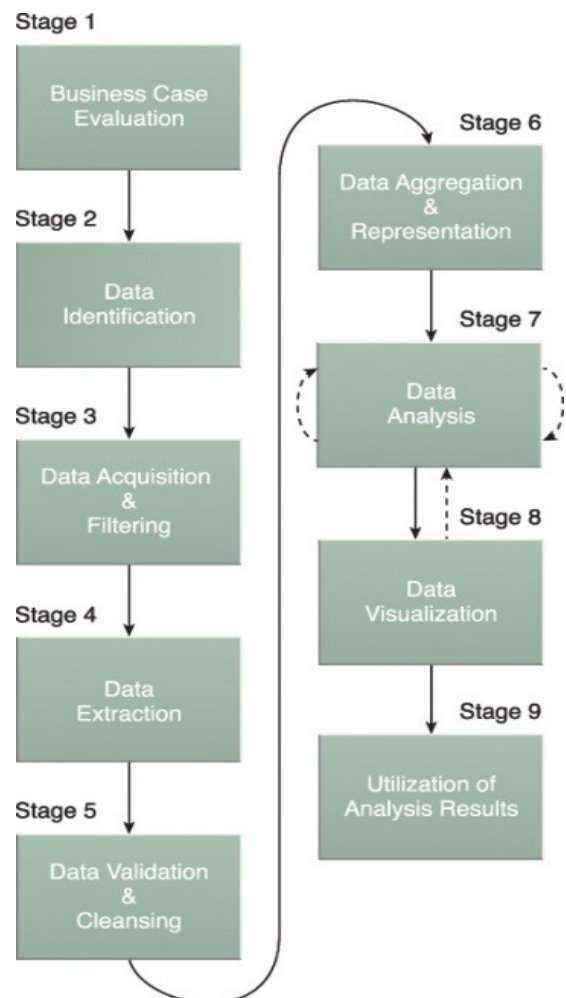 Stage 1
Business Case
Evaluation
Stage 2
Data
Identification
Stage 3
Data Acquisition
&
Filtering
Stage 4
Data
Extraction
Stage 5
Data Validation
&
Cleansing
Stage 6
Data Aggregation
&
Representation
Stage 7
Data
Analysis
Stage 8
Data
Visualization
Stage 9
Utilization of
Analysis Results